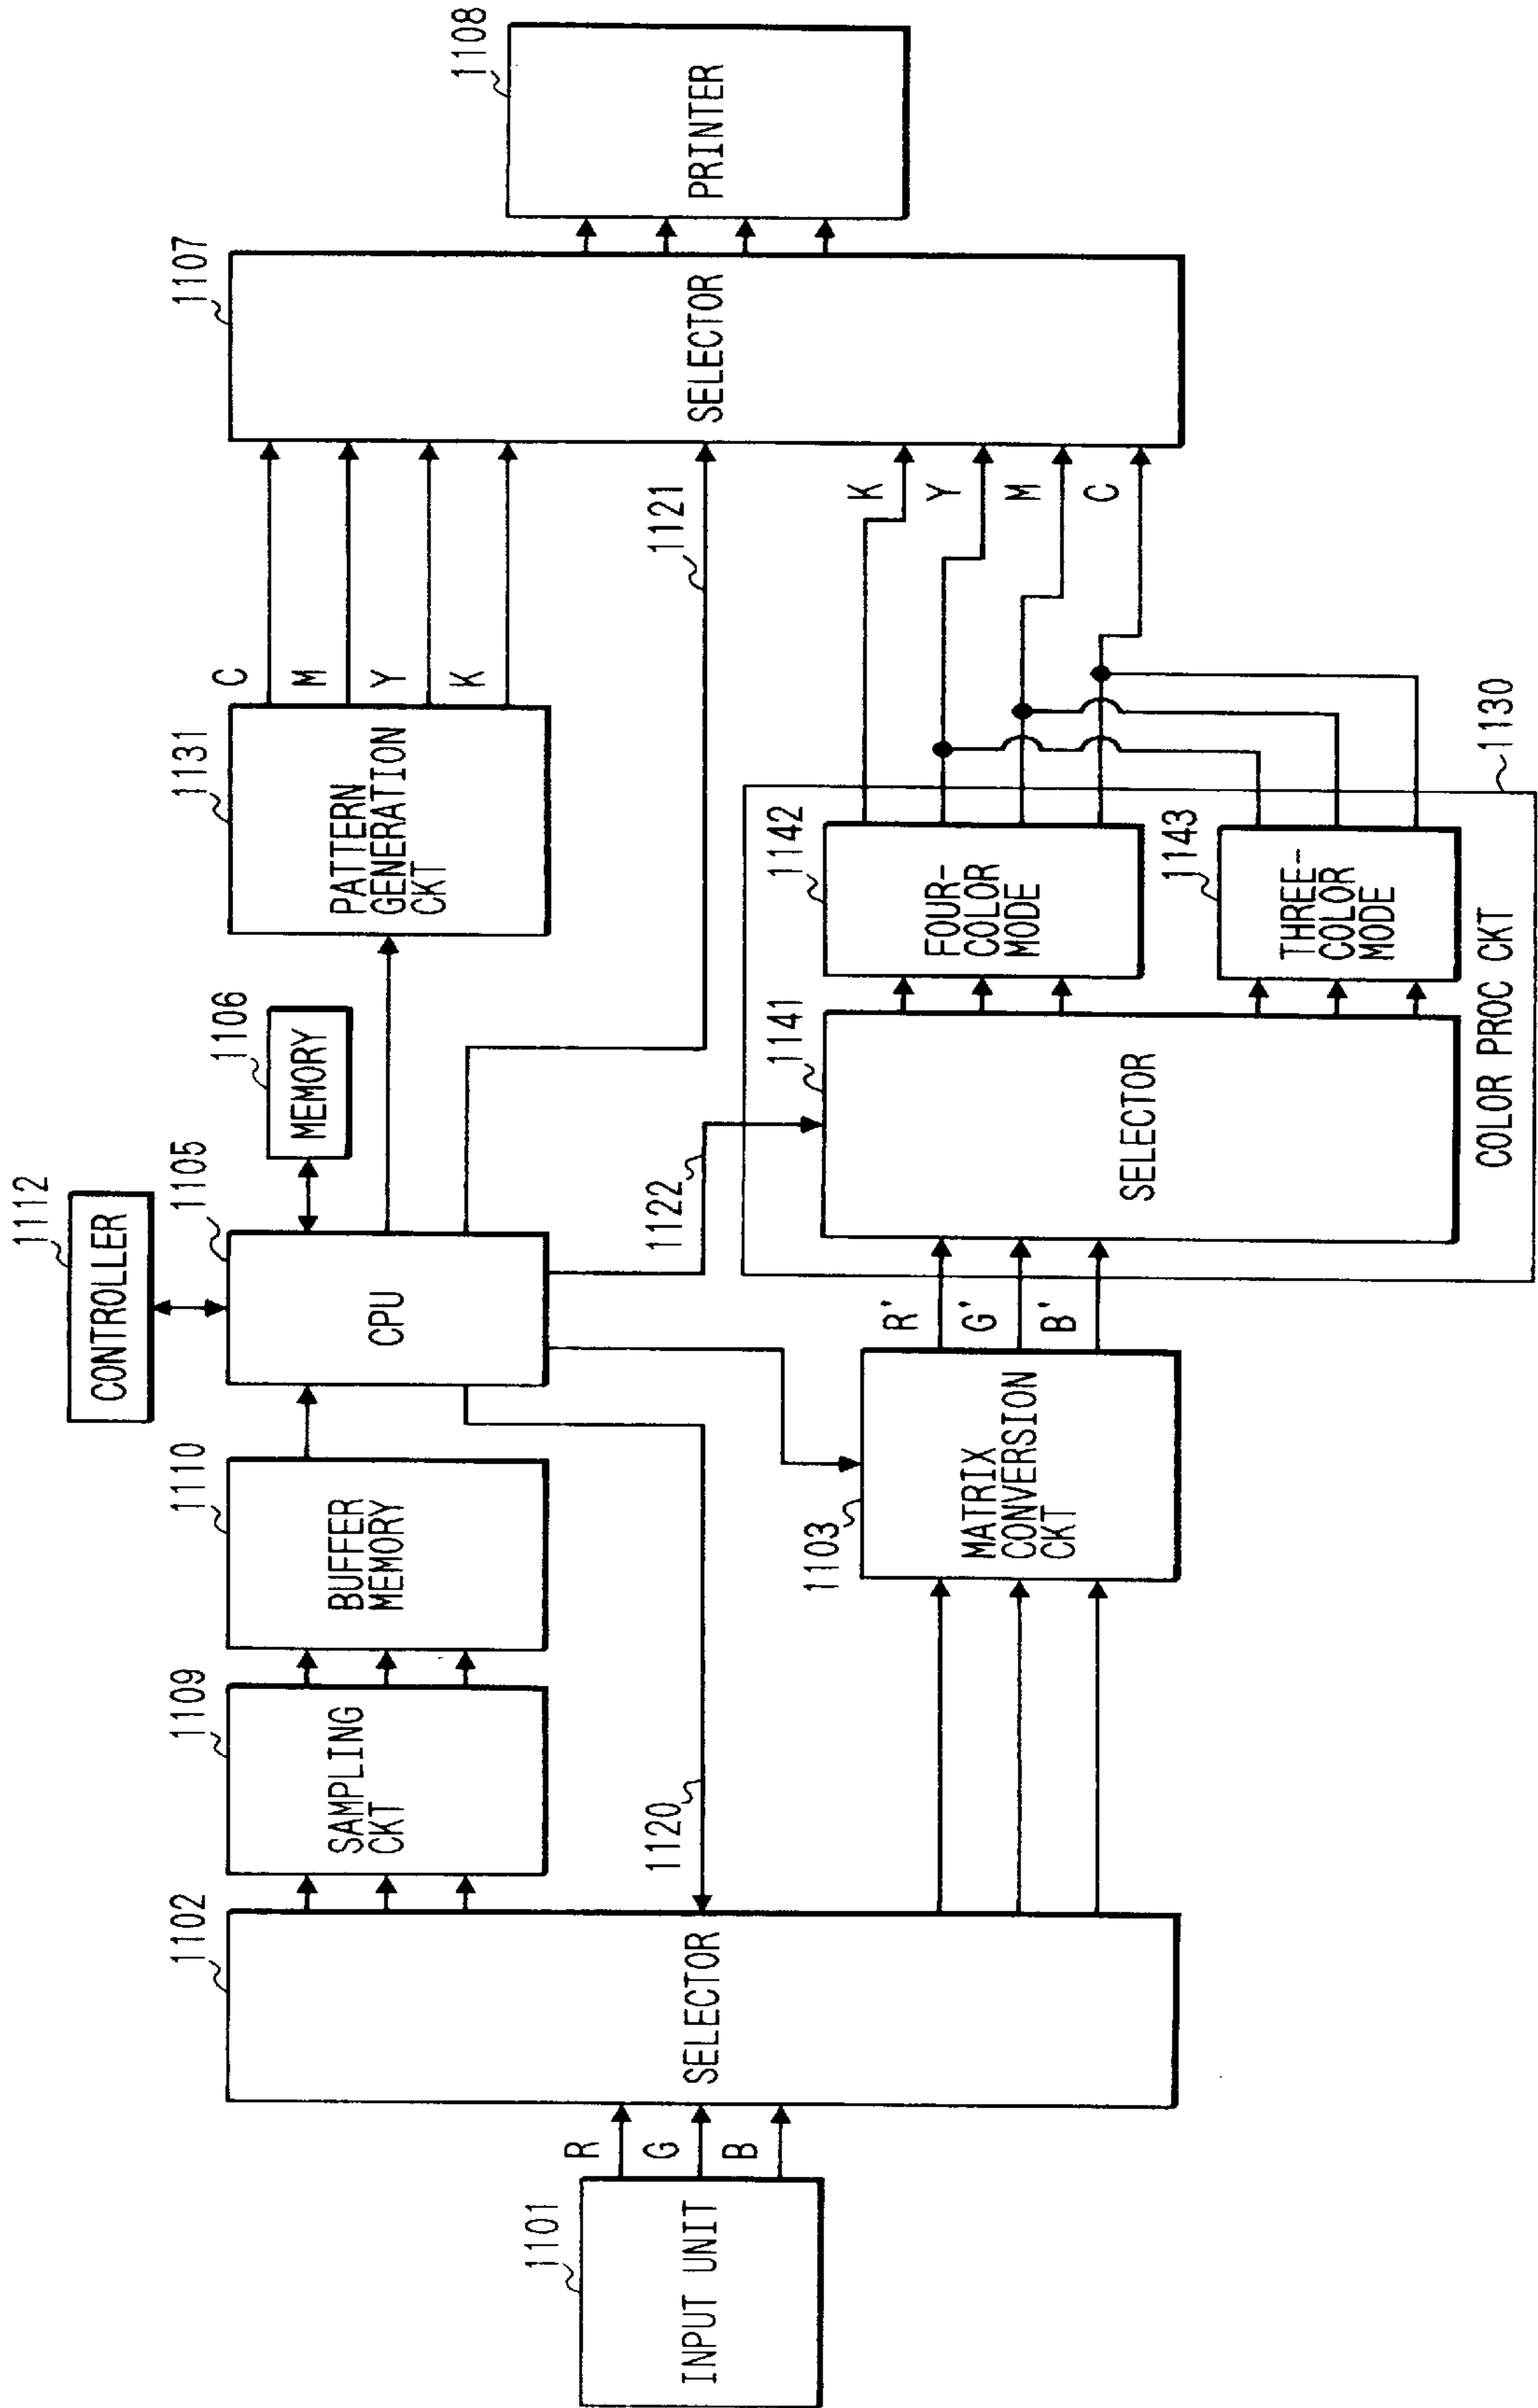 1101
INPUT UNIT
R
G
B
1102
SELECTOR
1109
SAMPLING
CKT
1110
BUFFER
MEMORY
1112
CONTROLLER
1105
CPU
1106
MEMORY
1131
PATTERN
GENERATION
CKT
C
M
Y
K
1107
SELECTOR
1108
PRINTER
1120
1121
1122
1103
MATRIX
CONVERSION
CKT
R'
G'
B'
1141
SELECTOR
1142
FOUR-
COLOR
MODE
1143
THREE-
COLOR
MODE
COLOR PROC CKT
1130
K
Y
M
C